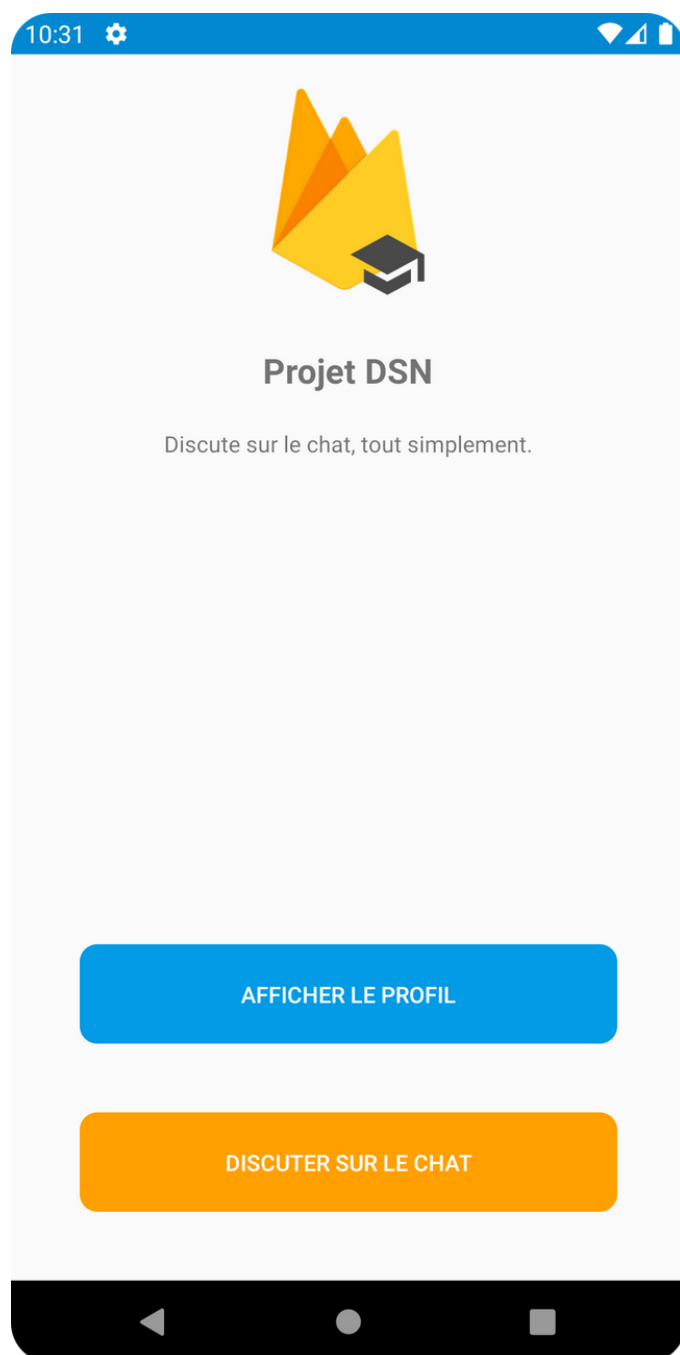 10:31
Projet DSN
Discute sur le chat, tout simplement.
AFFICHER LE PROFIL
DISCUTER SUR LE CHAT